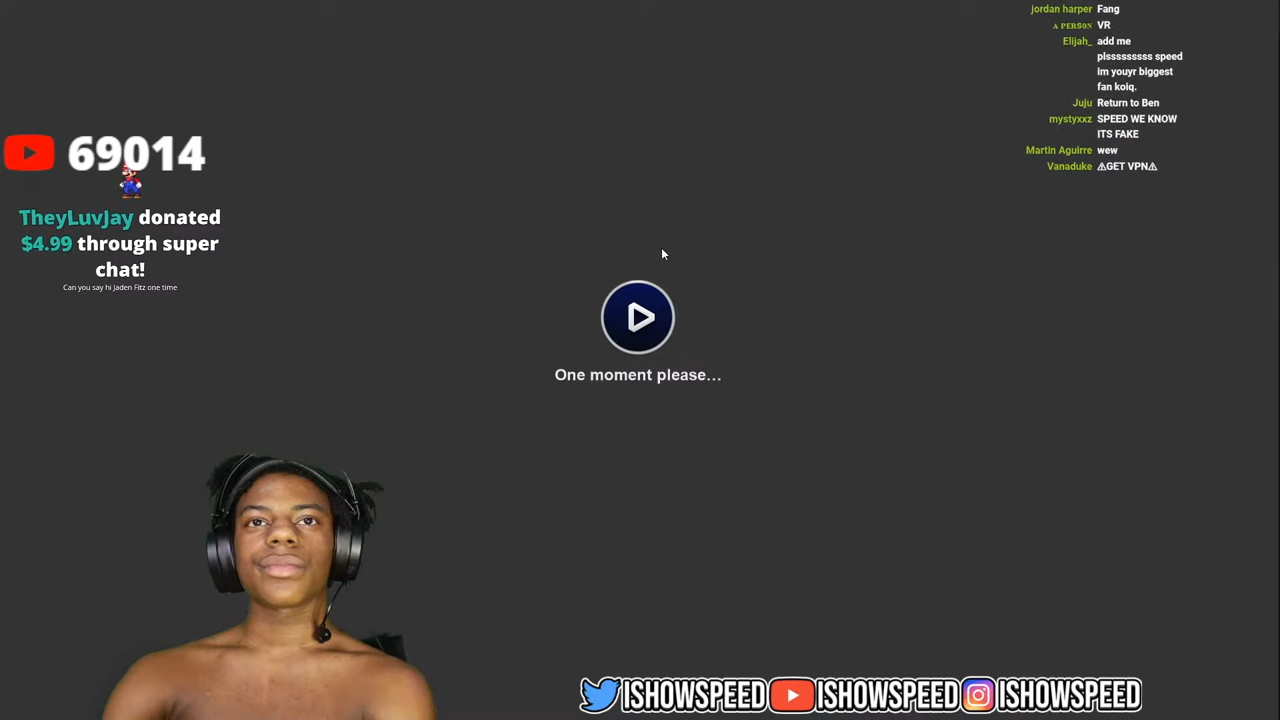 jordan harper Fang
A PERSON VR
Elijah_ add me
plsssssssss speed
im youyr biggest
fan koiq.
Juju Return to Ben
mystyxxz SPEED WE KNOW
ITS FAKE
Martin Aguirre wew
Vanaduke ⚠GET VPN⚠
69014
TheyLuvJay donated
$4.99 through super
chat!
Can you say hi Jaden Fitz one time
One moment please...
ISHOWSPEED ISHOWSPEED ISHOWSPEED